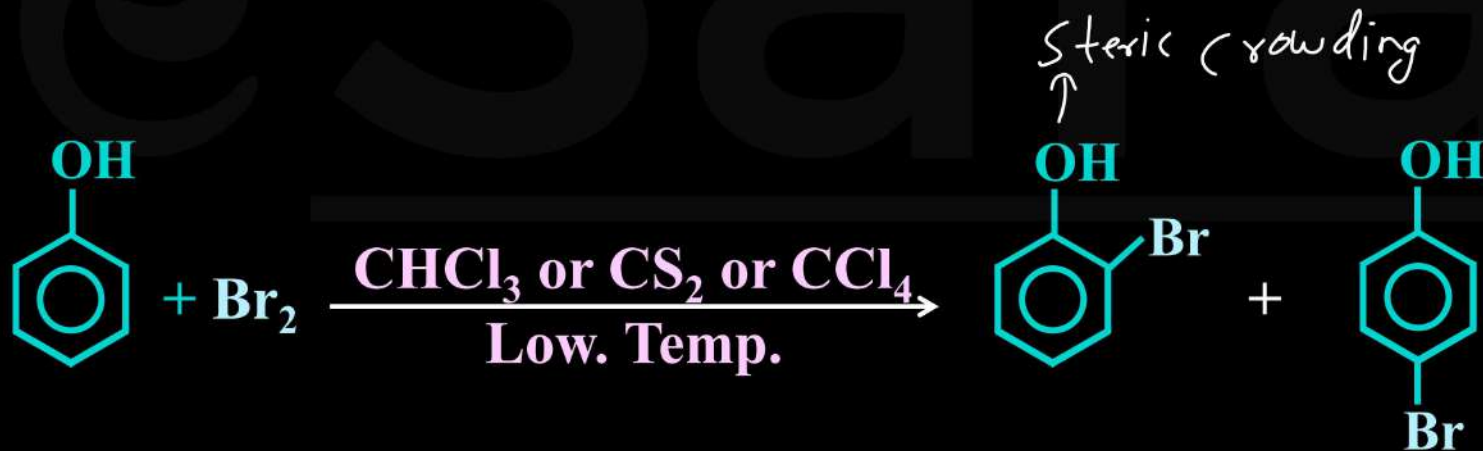 Steric Crowding
↑
OH OH OH
Br
+ Br₂ CHCl₃ or CS₂ or CCl₄ +
Low. Temp.
Br